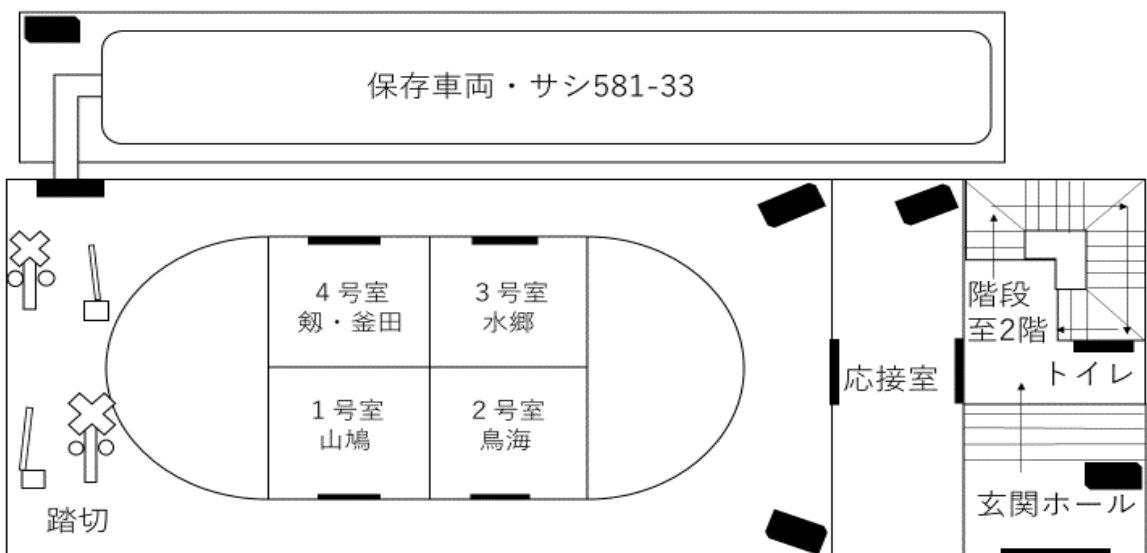 保存車両・サシ581-33
4号室
剱・釜田
3号室
水郷
1号室
山鳩
2号室
鳥海
踏切
応接室
階段
至2階
トイレ
玄関ホール